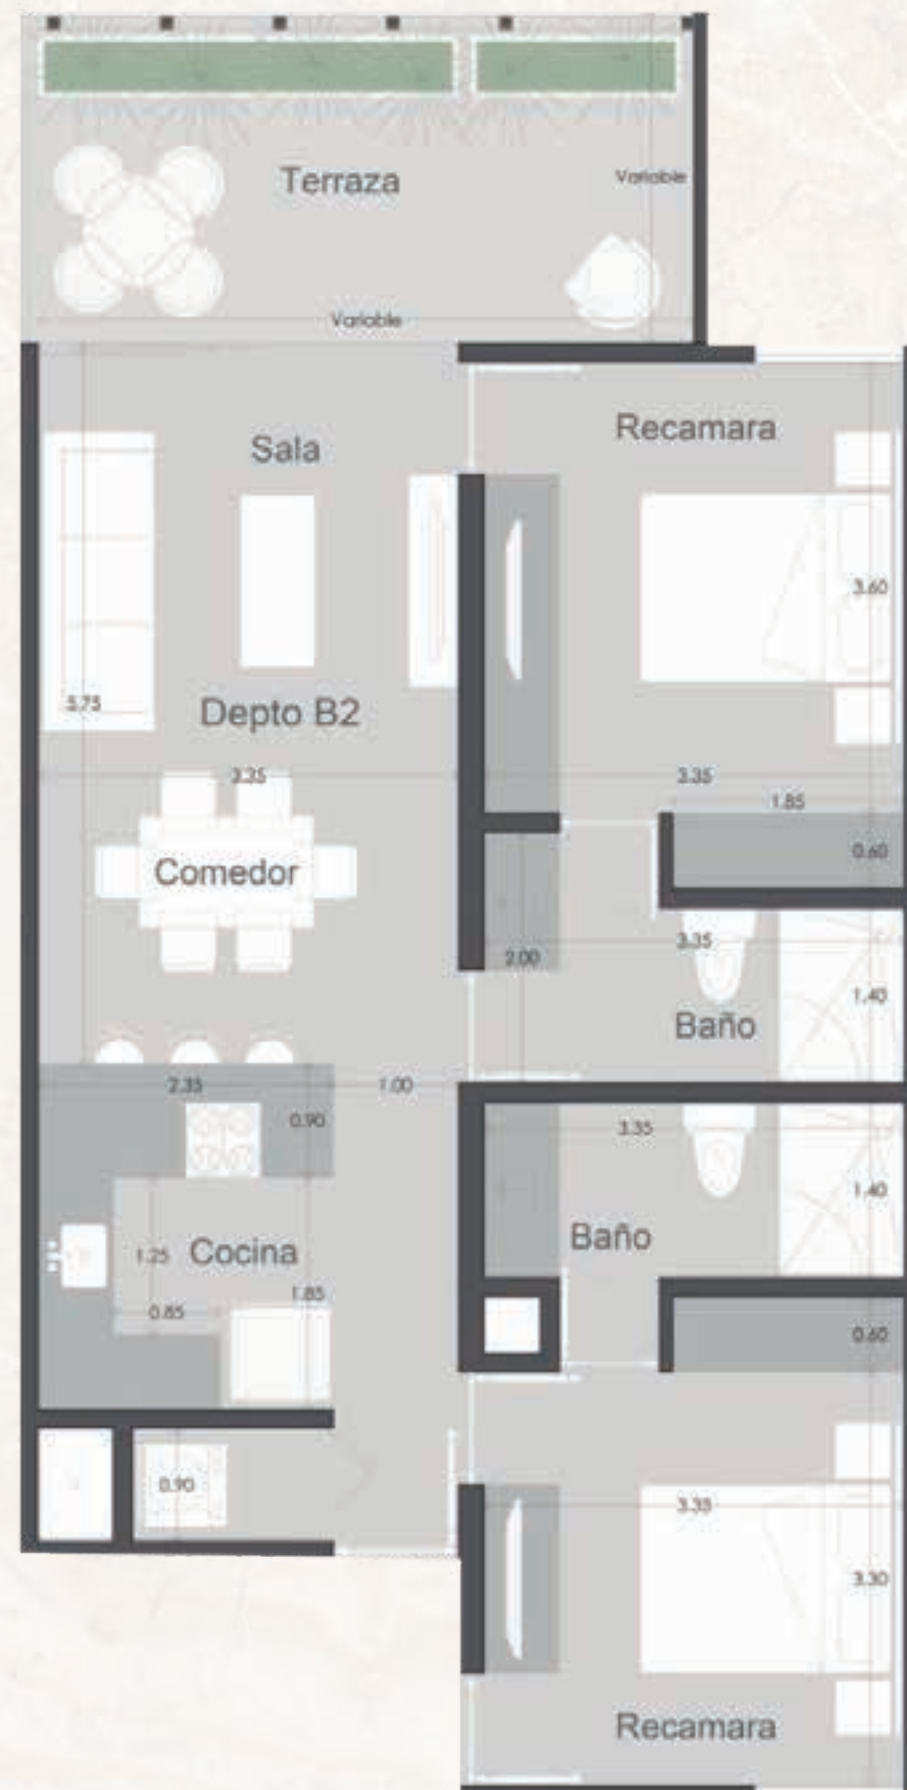 Terraza
Variable
Variable
Recamara
Sala
3.60
5.75
Depto B2
3.35
3.35
1.85
Comedor
0.60
3.35
2.00
1.40
Baño
2.35
1.00
0.90
3.35
1.40
Baño
1.25
Cocina
1.85
0.85
0.60
0.90
3.35
3.30
Recamara